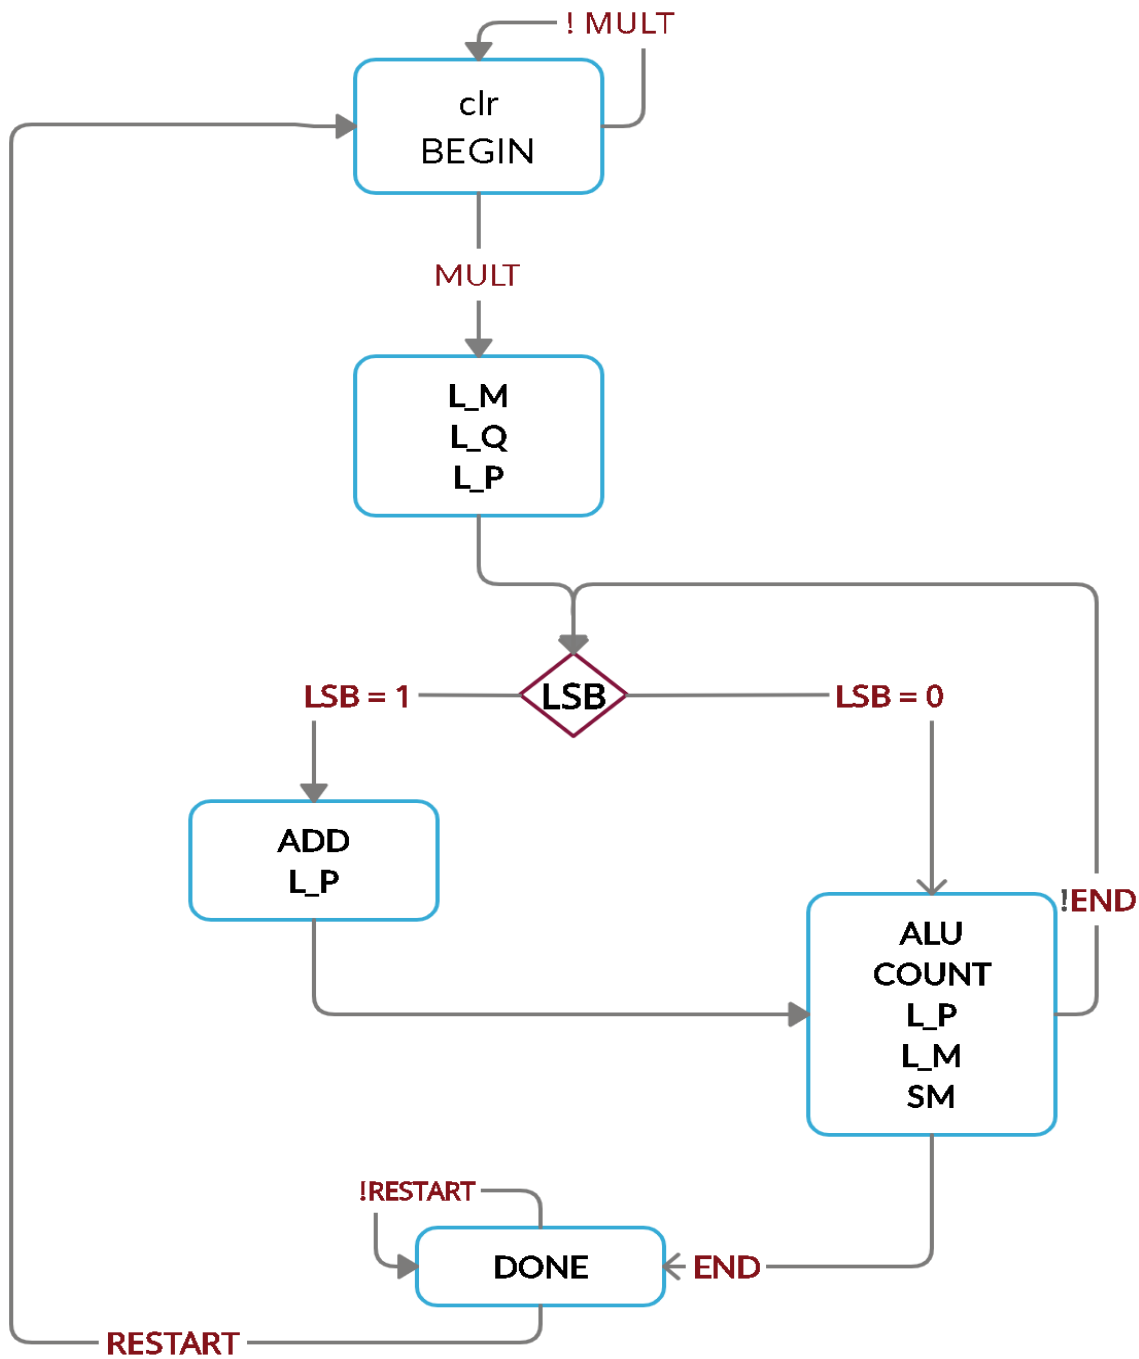 ! MULT
clr
BEGIN
MULT
L_M
L_Q
L_P
LSB = 1
LSB
LSB = 0
ADD
L_P
!END
ALU
COUNT
L_P
L_M
SM
!RESTART
DONE
END
RESTART